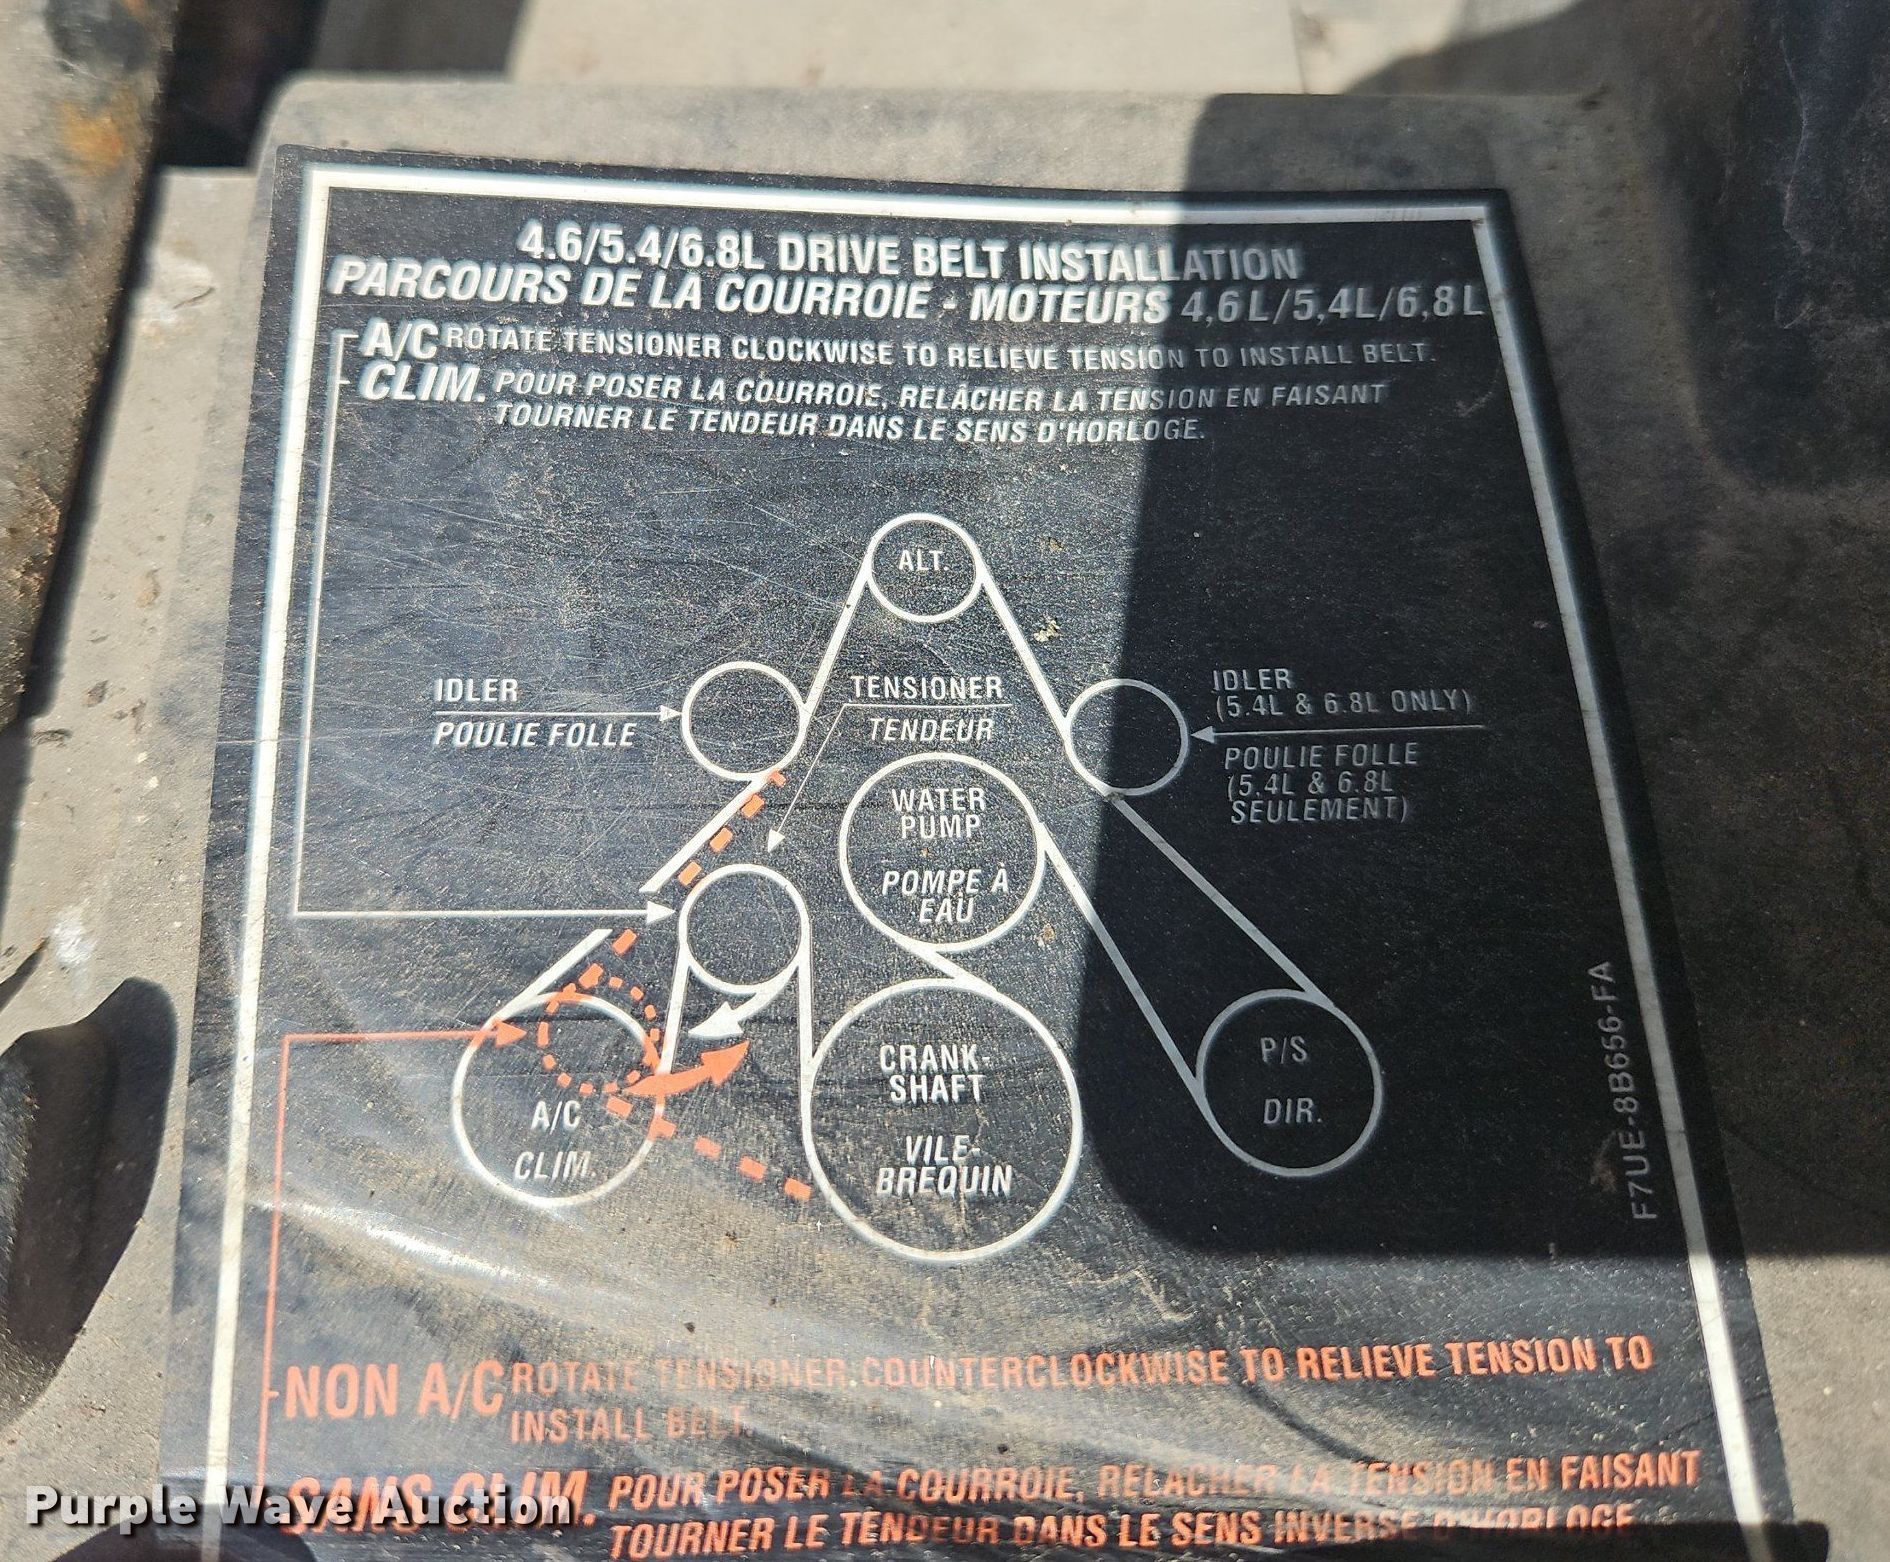 4.6/5.4/6.8L DRIVE BELT INSTALLATION
PARCOURS DE LA COURROIE - MOTEURS 4,6L/5,4L/6,8L
A/C ROTATE TENSIONER CLOCKWISE TO RELIEVE TENSION TO INSTALL BELT.
CLIM. POUR POSER LA COURROIE, RELÂCHER LA TENSION EN FAISANT
TOURNER LE TENDEUR DANS LE SENS D'HORLOGE.
ALT.
IDLER
POULIE FOLLE
TENSIONER
TENDEUR
IDLER
(5.4L & 6.8L ONLY)
POULIE FOLLE
(5.4L & 6.8L
SEULEMENT)
WATER
PUMP
POMPE À
EAU
CRANK-
SHAFT
VILE-
BREQUIN
A/C
CLIM.
P/S
DIR.
F7UE-8B656-FA
NON A/C ROTATE TENSIONER COUNTERCLOCKWISE TO RELIEVE TENSION TO
INSTALL BELT.
SANS CLIM. POUR POSER LA COURROIE, RELACHER LA TENSION EN FAISANT
TOURNER LE TENDEUR DANS LE SENS INVERSE D'HORLOGE
Purple Wave Auction